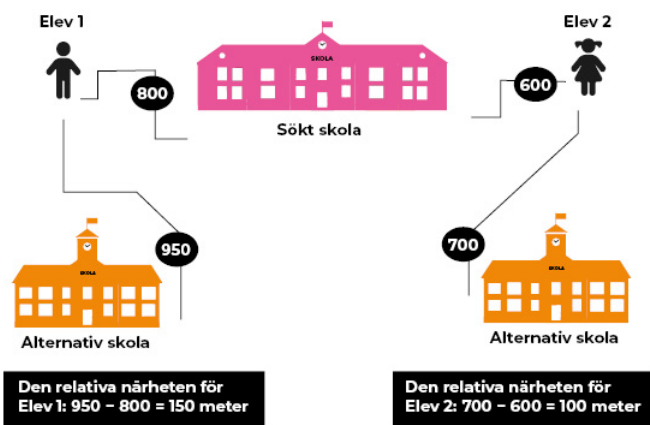 Elev 1
Elev 2
SKOLA
800
600
Sökt skola
950
700
SKOLA
SKOLA
Alternativ skola
Alternativ skola
Den relativa närheten för
Elev 1: 950 – 800 = 150 meter
Den relativa närheten för
Elev 2: 700 – 600 = 100 meter